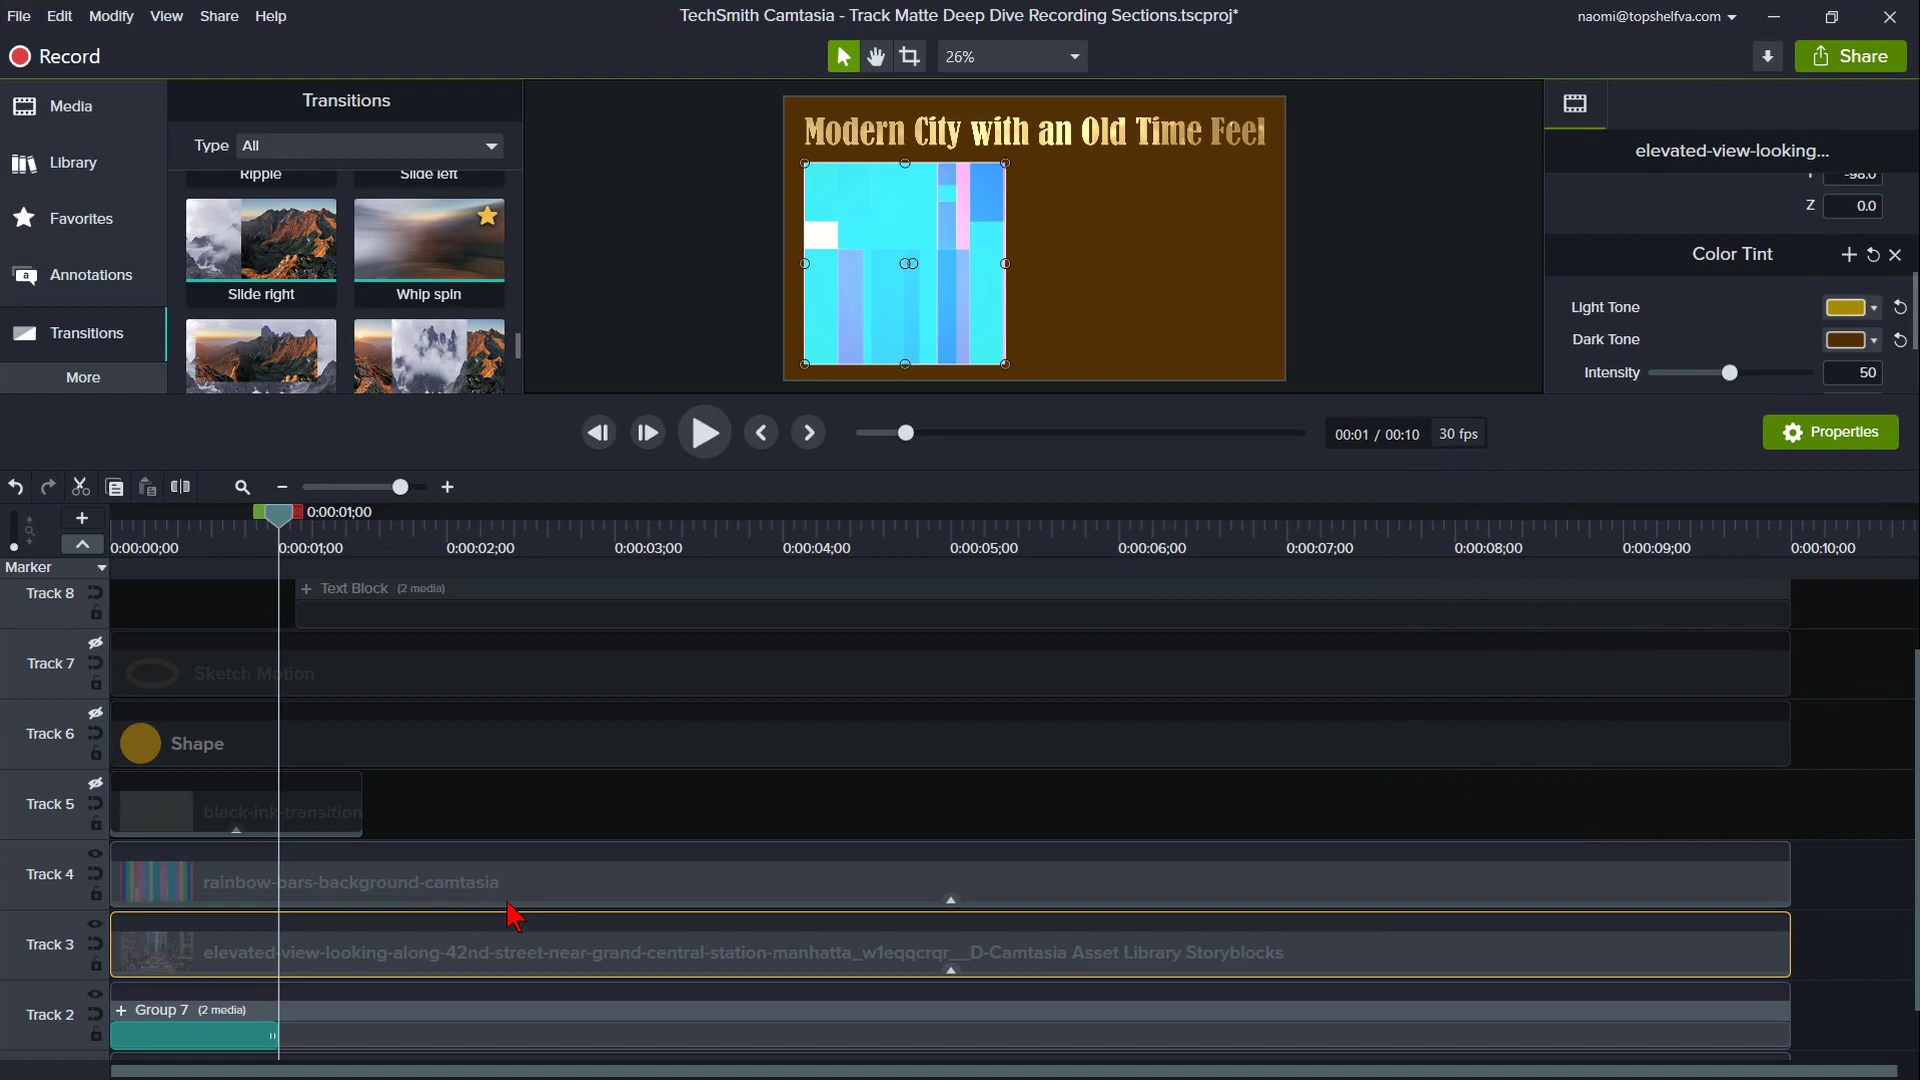 File Edit Modify View Share Help
TechSmith Camtasia - Track Matte Deep Dive Recording Sections.tscproj*
naomi@topshelfva.com
Record
26%
Share
Media
Library
Favorites
Annotations
Transitions
More
Transitions
Type All
Ripple Slide left
Slide right Whip spin
Modern City with an Old Time Feel
elevated-view-looking...
Y -98.0
Z 0.0
Color Tint
Light Tone
Dark Tone
Intensity 50
00:01 / 00:10 30 fps
Properties
0:00:01;00
0:00:00;00 0:00:01;00 0:00:02;00 0:00:03;00 0:00:04;00 0:00:05;00 0:00:06;00 0:00:07;00 0:00:08;00 0:00:09;00 0:00:10;00
Marker
Track 8 + Text Block (2 media)
Track 7 Sketch Motion
Track 6 Shape
Track 5 black-ink-transition
Track 4 rainbow-bars-background-camtasia
Track 3 elevated-view-looking-along-42nd-street-near-grand-central-station-manhatta_w1eqqcrqr__D-Camtasia Asset Library Storyblocks
Track 2 + Group 7 (2 media)